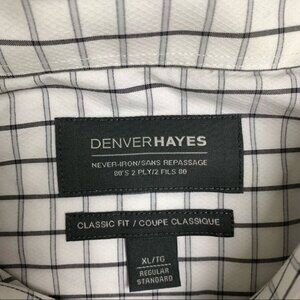 DENVERHAYES
NEVER-IRON/SANS REPASSAGE
80'S 2 PLY/2 FILS 80
CLASSIC FIT / COUPE CLASSIQUE
XL/TG
REGULAR
STANDARD